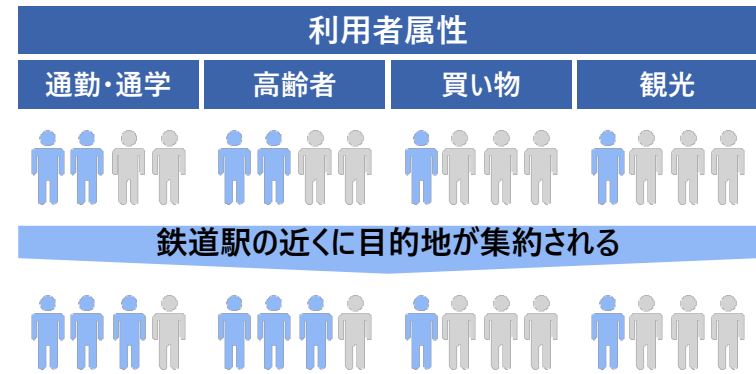 利用者属性
通勤・通学
高齢者
買い物
観光
鉄道駅の近くに目的地が集約される